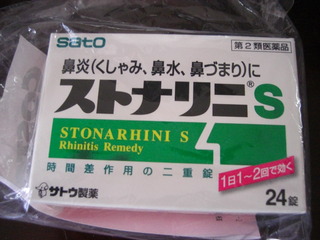 sato
第2類医薬品
鼻炎(くしゃみ、鼻水、鼻づまり)に
ストナリニ®S
STONARHINI S
Rhinitis Remedy
時間差作用の二重錠
1日1~2回で効く
サトウ製薬
24錠